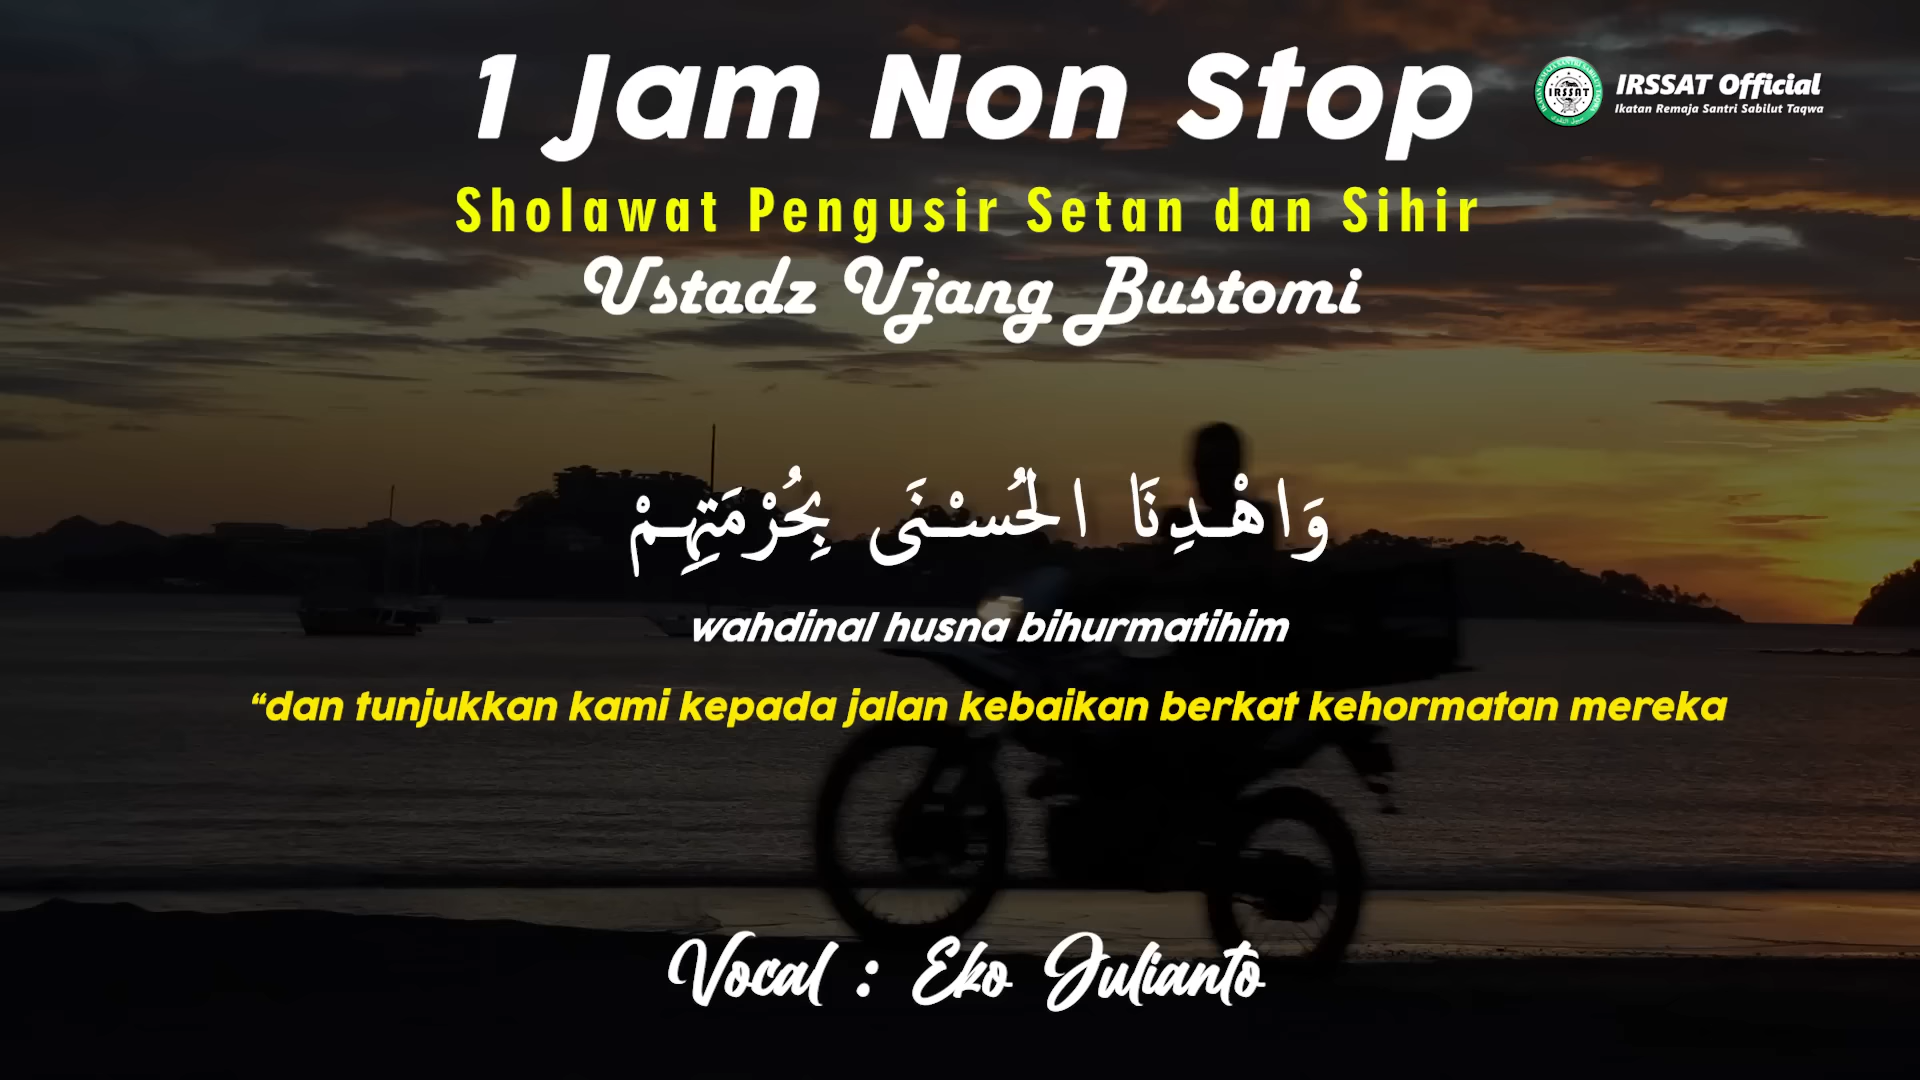 1 Jam Non Stop
IRSSAT Official
Ikatan Remaja Santri Sabilut Taqwa
IRSSAT
Sholawat Pengusir Setan dan Sihir
Ustadz Ujang Bustomi
وَاهْدِنَا الْحُسْنَى بِحُرْمَتِهِمْ
wahdinal husna bihurmatihim
“dan tunjukkan kami kepada jalan kebaikan berkat kehormatan mereka
Vocal : Eko Julianto